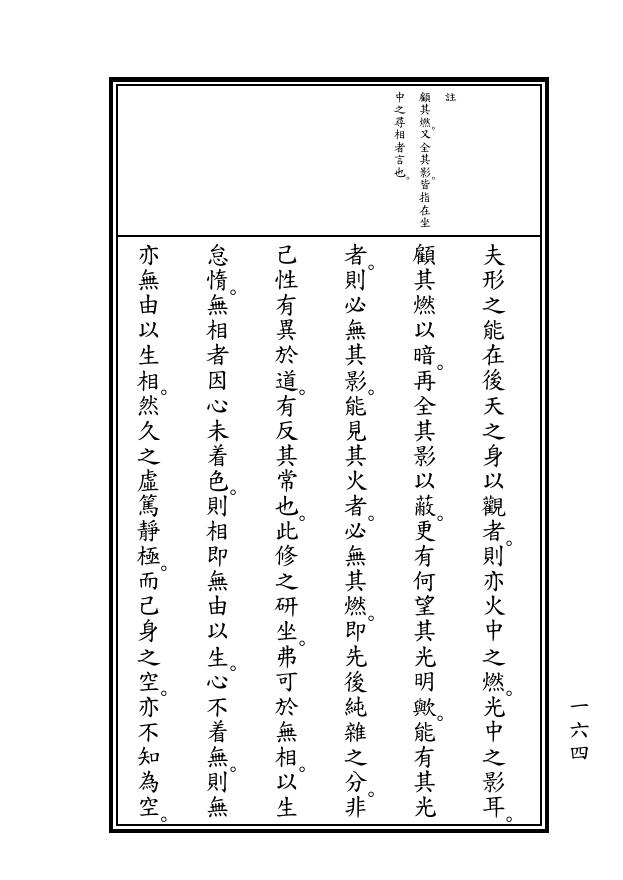 註
顧其燃。又全其影。皆指在坐
中之尋相者言也。
夫形之能在後天之身以觀者。則亦火中之燃。光中之影耳。
顧其燃以暗。再全其影以蔽。更有何望其光明歟。能有其光
者。則必無其影。能見其火者。必無其燃。即先後純雜之分。非
己性有異於道。有反其常也。此修之研坐。弗可於無相。以生
怠惰。無相者因心未着色。則相即無由以生。心不着無。則無
亦無由以生相。然久之虛篤靜極。而己身之空。亦不知為空。
一六四